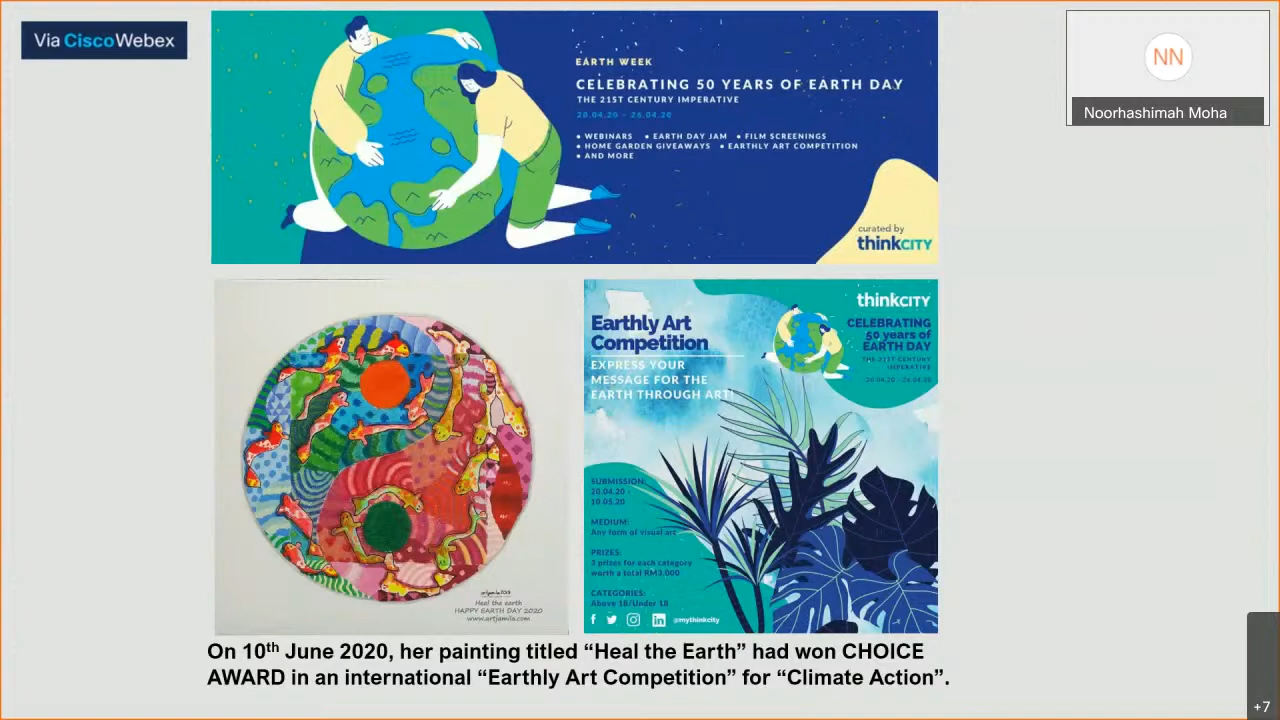 Via CiscoWebex
EARTH WEEK
CELEBRATING 50 YEARS OF EARTH DAY
THE 21ST CENTURY IMPERATIVE
20.04.20 - 26.04.20
• WEBINARS • EARTH DAY JAM • FILM SCREENINGS
• HOME GARDEN GIVEAWAYS • EARTHLY ART COMPETITION
• AND MORE
curated by
thinkCITY
NN
Noorhashimah Moha
Heal the earth
HAPPY EARTH DAY 2020
www.artjamila.com
thinkCITY
CELEBRATING
50 years of
EARTH DAY
THE 21ST CENTURY
IMPERATIVE
20.04.20 - 26.04.20
Earthly Art
Competition
EXPRESS YOUR
MESSAGE FOR THE
EARTH THROUGH ART!
SUBMISSION:
20.04.20 -
10.05.20
MEDIUM:
Any form of visual art
PRIZES:
3 prizes for each category
worth a total RM3,000
CATEGORIES:
Above 18/Under 18
@mythinkcity
On 10th June 2020, her painting titled “Heal the Earth” had won CHOICE
AWARD in an international “Earthly Art Competition” for “Climate Action”.
+7